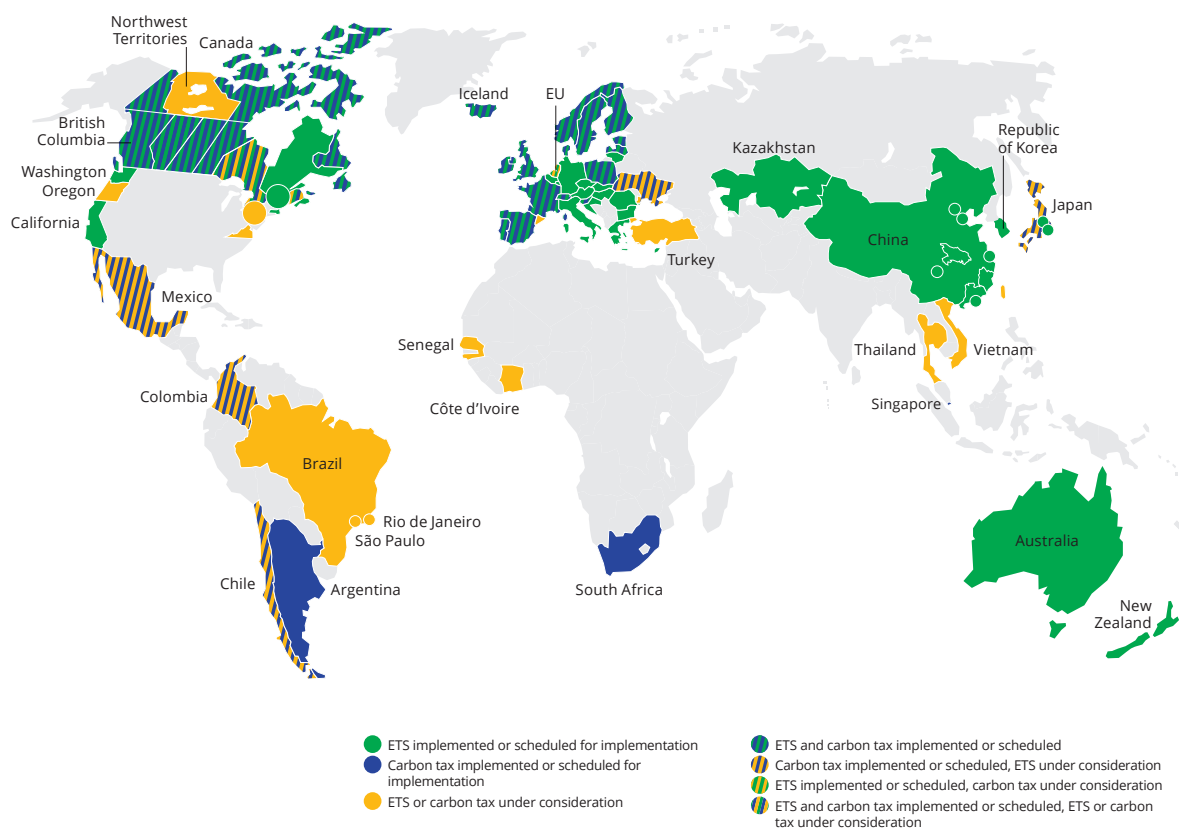 Northwest
Territories
Canada
British
Columbia
Washington
Oregon
California
Mexico
Colombia
Brazil
Rio de Janeiro
São Paulo
Chile
Argentina
Iceland
EU
Turkey
Senegal
Côte d’Ivoire
South Africa
Kazakhstan
Republic
of Korea
Japan
China
Thailand
Vietnam
Singapore
Australia
New
Zealand
ETS implemented or scheduled for implementation
Carbon tax implemented or scheduled for
implementation
ETS or carbon tax under consideration
ETS and carbon tax implemented or scheduled
Carbon tax implemented or scheduled, ETS under consideration
ETS implemented or scheduled, carbon tax under consideration
ETS and carbon tax implemented or scheduled, ETS or carbon
tax under consideration